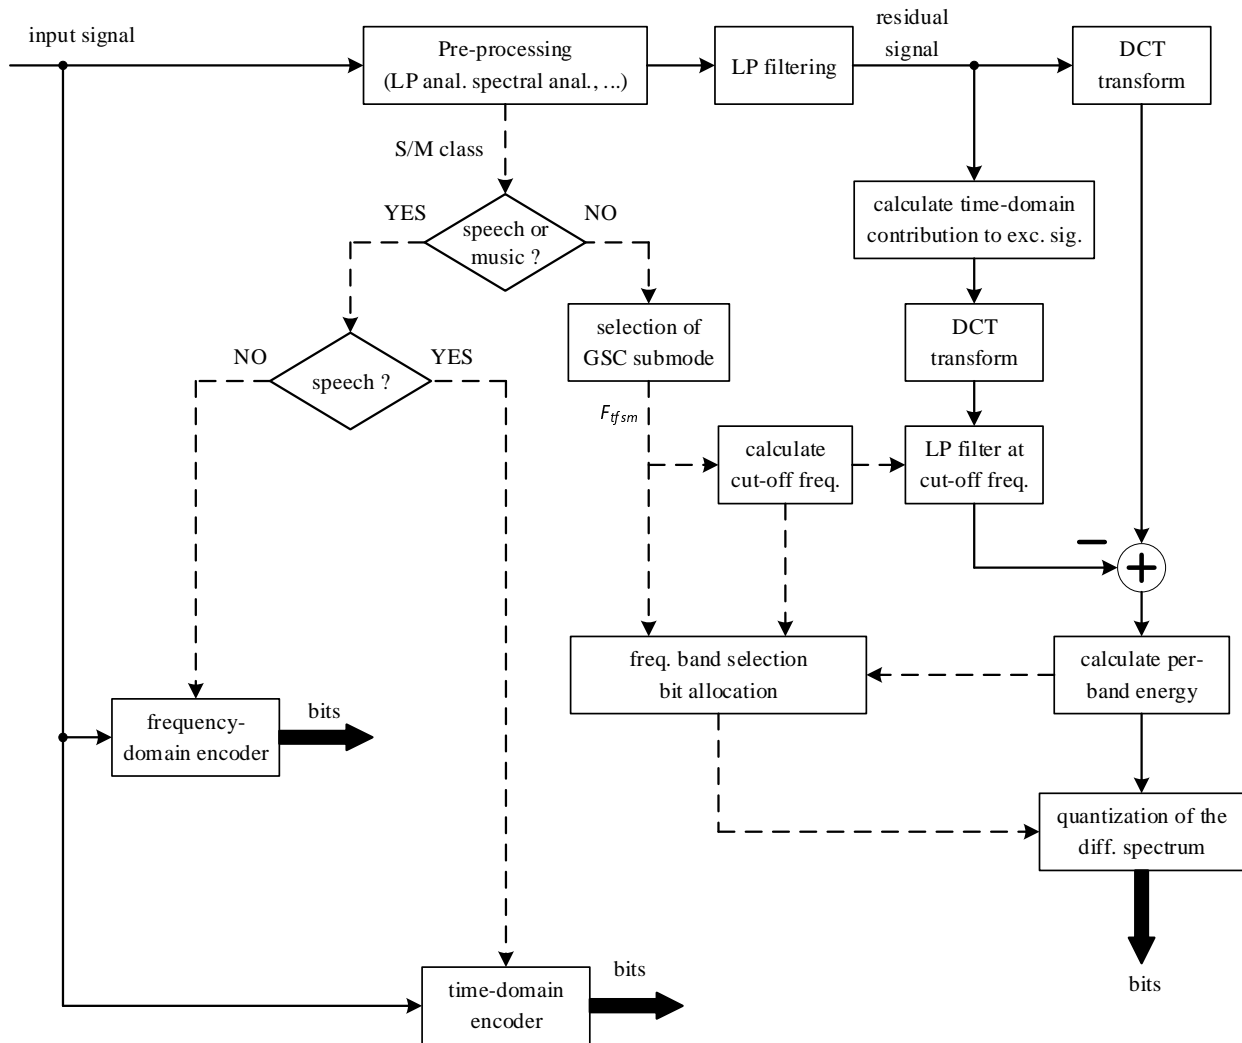 input signal
Pre-processing
(LP anal. spectral anal., ...)
LP filtering
residual
signal
DCT
transform
S/M class
YES
NO
speech or
music ?
calculate time-domain
contribution to exc. sig.
selection of
GSC submode
DCT
transform
NO
YES
speech ?
Ftfsm
calculate
cut-off freq.
LP filter at
cut-off freq.
−
+
freq. band selection
bit allocation
calculate per-
band energy
frequency-
domain encoder
bits
quantization of the
diff. spectrum
bits
time-domain
encoder
bits